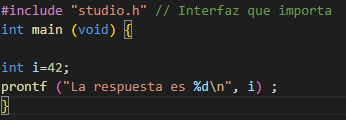 #include "studio.h" // Interfaz que importa
int main (void) {
int i=42;
prontf ("La respuesta es %d\n", i) ;
}